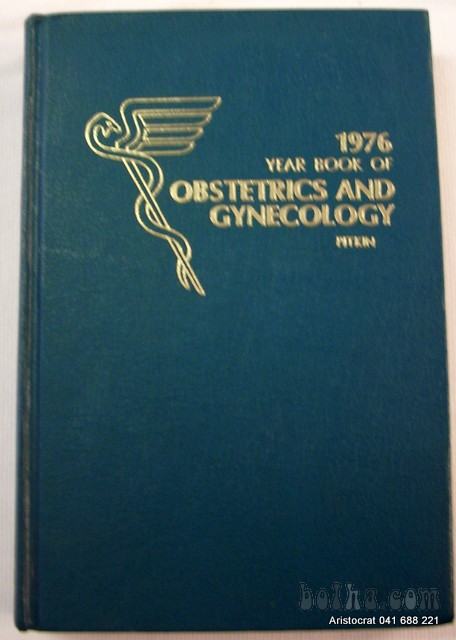 1976
YEAR BOOK OF
OBSTETRICS AND
GYNECOLOGY
PITKIN
bolha.com
Aristocrat 041 688 221